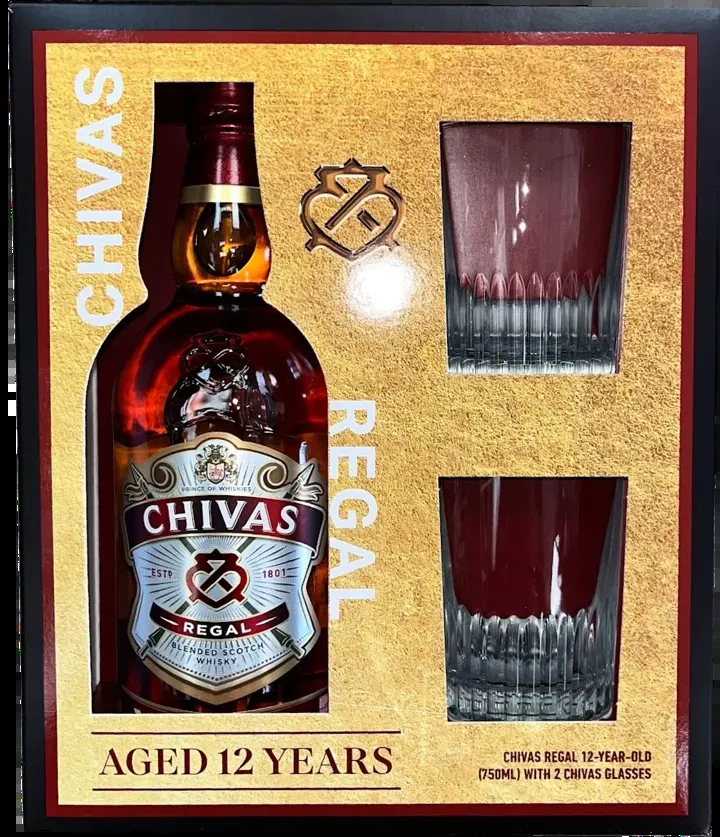 CHIVAS
REGAL
PRINCE OF WHISKIES
CHIVAS
ESTD 1801
REGAL
BLENDED SCOTCH
WHISKY
AGED 12 YEARS
CHIVAS REGAL 12-YEAR-OLD
(750ML) WITH 2 CHIVAS GLASSES